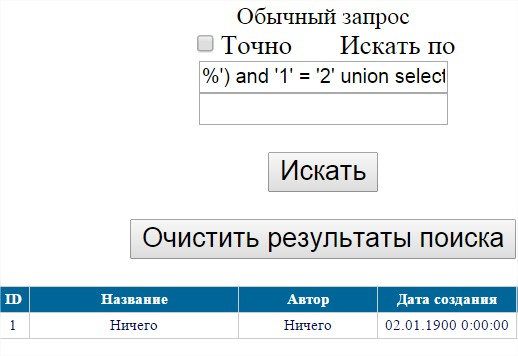 Обычный запрос
Точно Искать по
%') and '1' = '2' union select
Искать
Очистить результаты поиска
ID Название Автор Дата создания
1 Ничего Ничего 02.01.1900 0:00:00